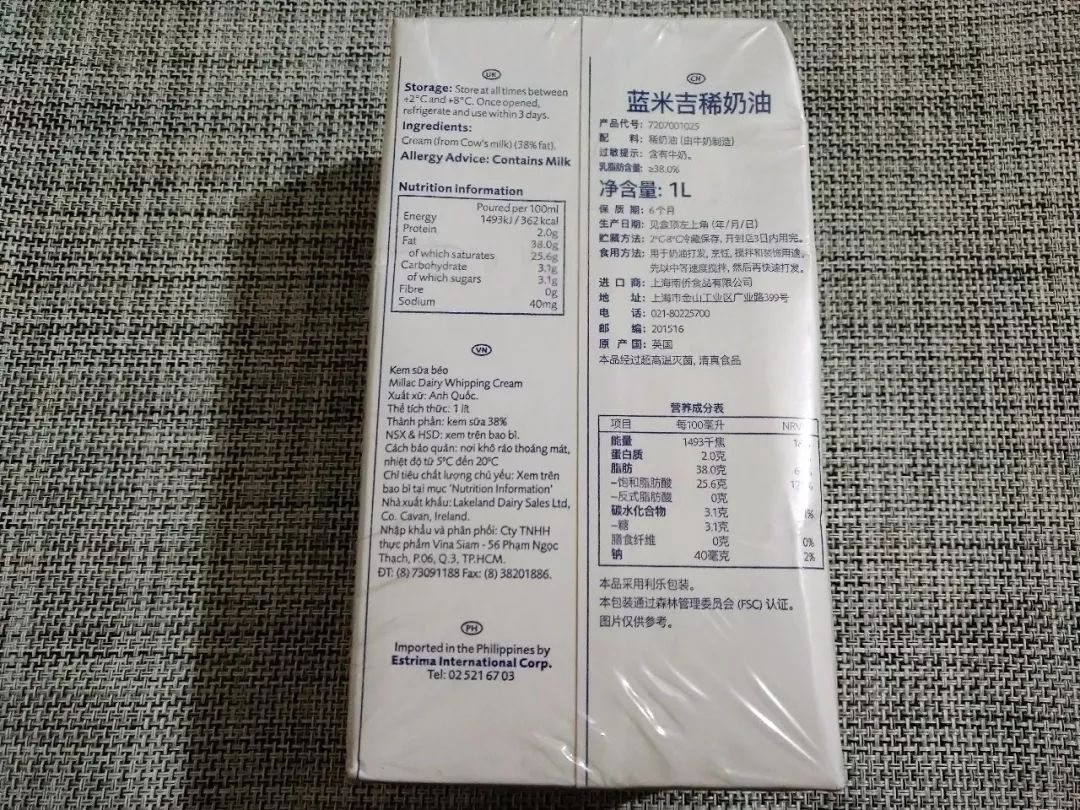 UK
Storage: Store at all times between
+2°C and +8°C. Once opened,
refrigerate and use within 3 days.
Ingredients:
Cream (from Cow's milk) (38% fat).
Allergy Advice: Contains Milk
Nutrition information
Poured per 100ml
Energy 1493kJ / 362kcal
Protein 2.0g
Fat 38.0g
of which saturates 25.6g
Carbohydrate 3.1g
of which sugars 3.1g
Fibre 0g
Sodium 40mg
VN
Kem sữa béo
Millac Dairy Whipping Cream
Xuất xứ: Anh Quốc.
Thể tích thức: 1 lít
Thành phần: kem sữa 38%
NSX & HSD: xem trên bao bì.
Cách bảo quản: nơi khô ráo thoáng mát,
nhiệt độ từ 5°C đến 20°C
Chỉ tiêu chất lượng chủ yếu: Xem trên
bao bì tại mục 'Nutrition Information'
Nhà xuất khẩu: Lakeland Dairy Sales Ltd,
Co. Cavan, Ireland.
Nhập khẩu và phân phối: Cty TNHH
thực phẩm Vina Siam - 56 Phạm Ngọc
Thạch, P.06, Q.3, TP.HCM.
ĐT: (8) 73091188 Fax: (8) 38201886.
PH
Imported in the Philippines by
Estrima International Corp.
Tel: 02 521 67 03
CN
蓝米吉稀奶油
产品代号: 7207001025
配 料: 稀奶油 (由牛奶制造)
过敏提示: 含有牛奶。
乳脂肪含量: ≥38.0%
净含量: 1L
保 质 期: 6个月
生产日期: 见盒顶左上角 (年/月/日)
贮藏方法: 2°C-8°C冷藏保存, 开封后3日内用完。
食用方法: 用于奶油打发, 烹饪, 搅拌和装饰用途。
先以中等速度搅拌, 然后再快速打发。
进 口 商: 上海南侨食品有限公司
地 址: 上海市金山工业区广业路399号
电 话: 021-80225700
邮 编: 201516
原 产 国: 英国
本品经过超高温灭菌, 清真食品
营养成分表
项目 每100毫升 NRV
能量 1493千焦
蛋白质 2.0克
脂肪 38.0克
–饱和脂肪酸 25.6克
–反式脂肪酸 0克
碳水化合物 3.1克
–糖 3.1克
膳食纤维 0克 0%
钠 40毫克 2%
本品采用利乐包装。
本包装通过森林管理委员会 (FSC) 认证。
图片仅供参考。